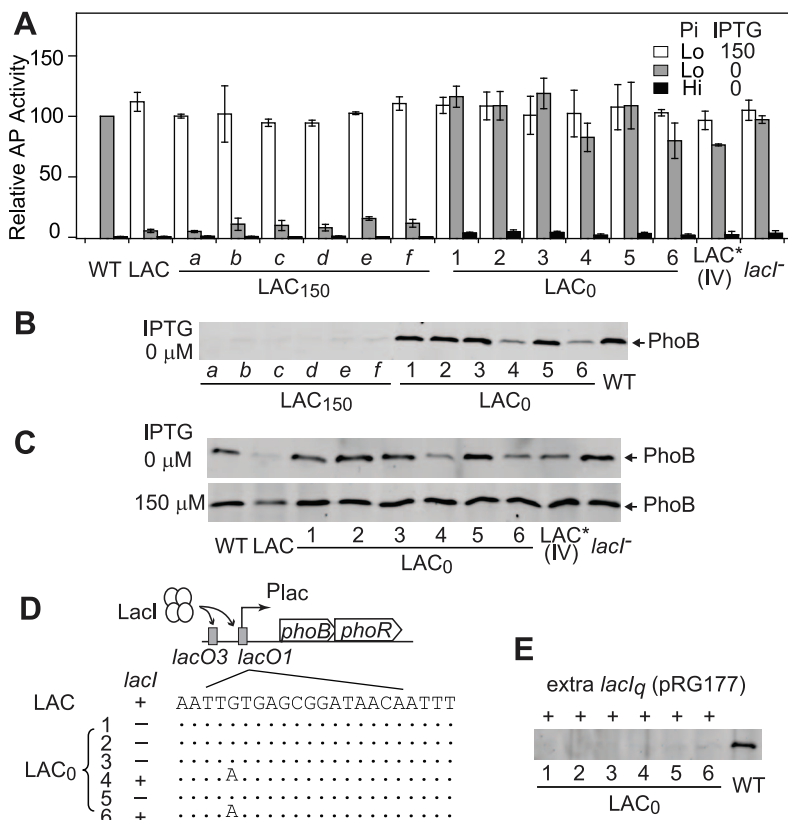 A
Relative AP Activity
150
100
50
0
Pi IPTG
Lo 150
Lo 0
Hi 0
WT LAC a b c d e f 1 2 3 4 5 6 LAC* (IV) lacI-
LAC150 LAC0
B
IPTG
0 µM
PhoB
a b c d e f 1 2 3 4 5 6 WT
LAC150 LAC0
C
IPTG
0 µM
PhoB
150 µM
PhoB
WT LAC 1 2 3 4 5 6 LAC* (IV) lacI-
LAC0
D
LacI
Plac
phoB phoR
lacO3 lacO1
lacI
LAC + AATTGTGAGCGGATAACAATTT
LAC0
1 – ......................
2 – ......................
3 – ......................
4 + ....A.................
5 – ......................
6 + ....A.................
E
extra lacIq (pRG177)
+ + + + + +
1 2 3 4 5 6 WT
LAC0